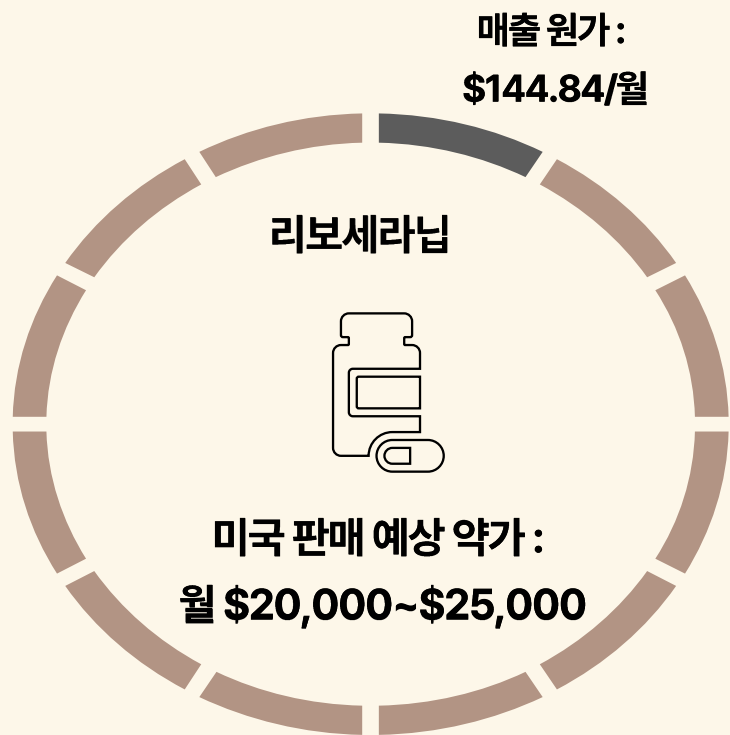 매출 원가 :
$144.84/월
리보세라닙
미국 판매 예상 약가 :
월 $20,000~$25,000